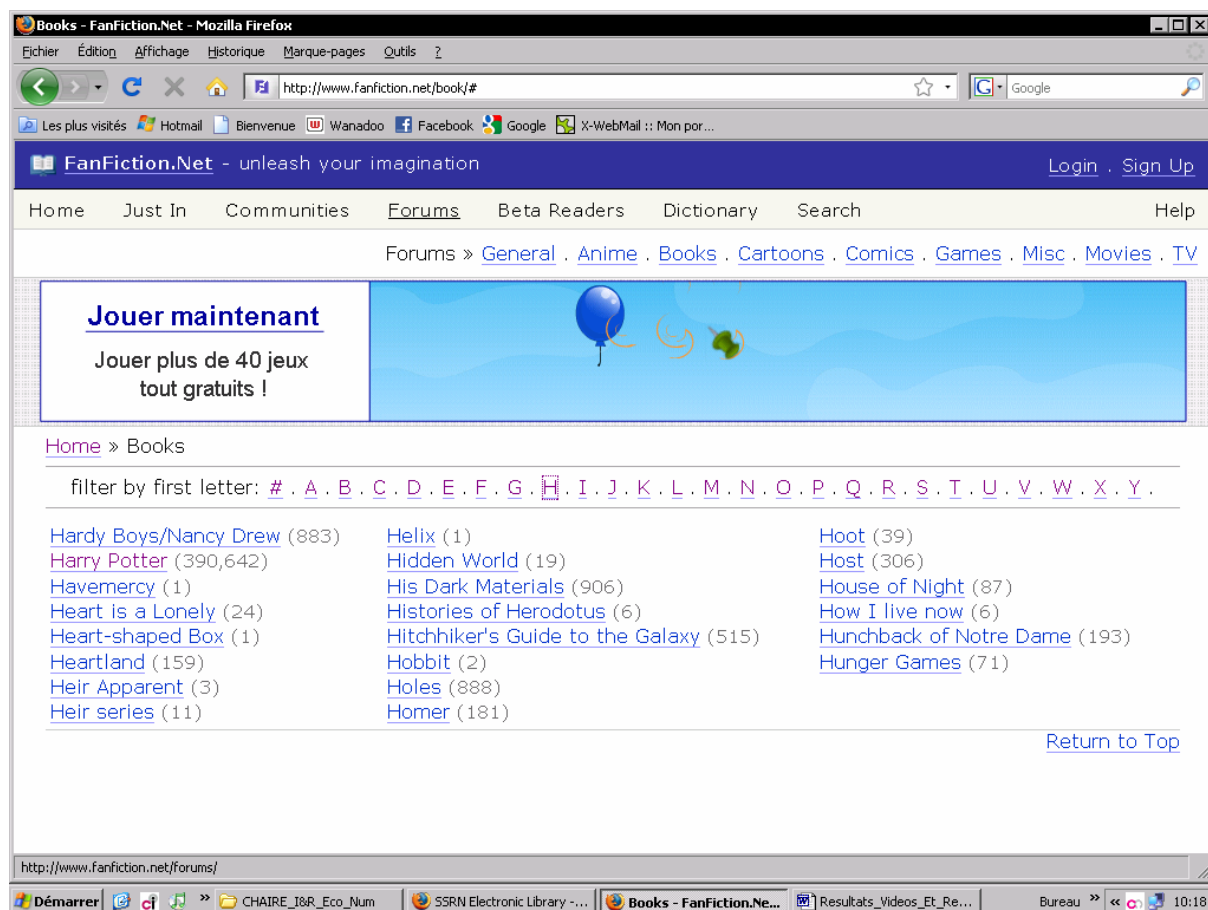 Books - FanFiction.Net - Mozilla Firefox
Fichier Édition Affichage Historique Marque-pages Outils ?
http://www.fanfiction.net/book/# Google
Les plus visités Hotmail Bienvenue Wanadoo Facebook Google X-WebMail :: Mon por...
FanFiction.Net - unleash your imagination Login . Sign Up
Home Just In Communities Forums Beta Readers Dictionary Search Help
Forums » General . Anime . Books . Cartoons . Comics . Games . Misc . Movies . TV
Jouer maintenant
Jouer plus de 40 jeux
tout gratuits !
Home » Books
filter by first letter: # . A . B . C . D . E . F . G . H . I . J . K . L . M . N . O . P . Q . R . S . T . U . V . W . X . Y .
Hardy Boys/Nancy Drew (883)
Harry Potter (390,642)
Havemercy (1)
Heart is a Lonely (24)
Heart-shaped Box (1)
Heartland (159)
Heir Apparent (3)
Heir series (11)
Helix (1)
Hidden World (19)
His Dark Materials (906)
Histories of Herodotus (6)
Hitchhiker's Guide to the Galaxy (515)
Hobbit (2)
Holes (888)
Homer (181)
Hoot (39)
Host (306)
House of Night (87)
How I live now (6)
Hunchback of Notre Dame (193)
Hunger Games (71)
Return to Top
http://www.fanfiction.net/forums/
Démarrer » CHAIRE_I&R_Eco_Num SSRN Electronic Library -... Books - FanFiction.Ne... Resultats_Videos_Et_Re... Bureau » « 10:18